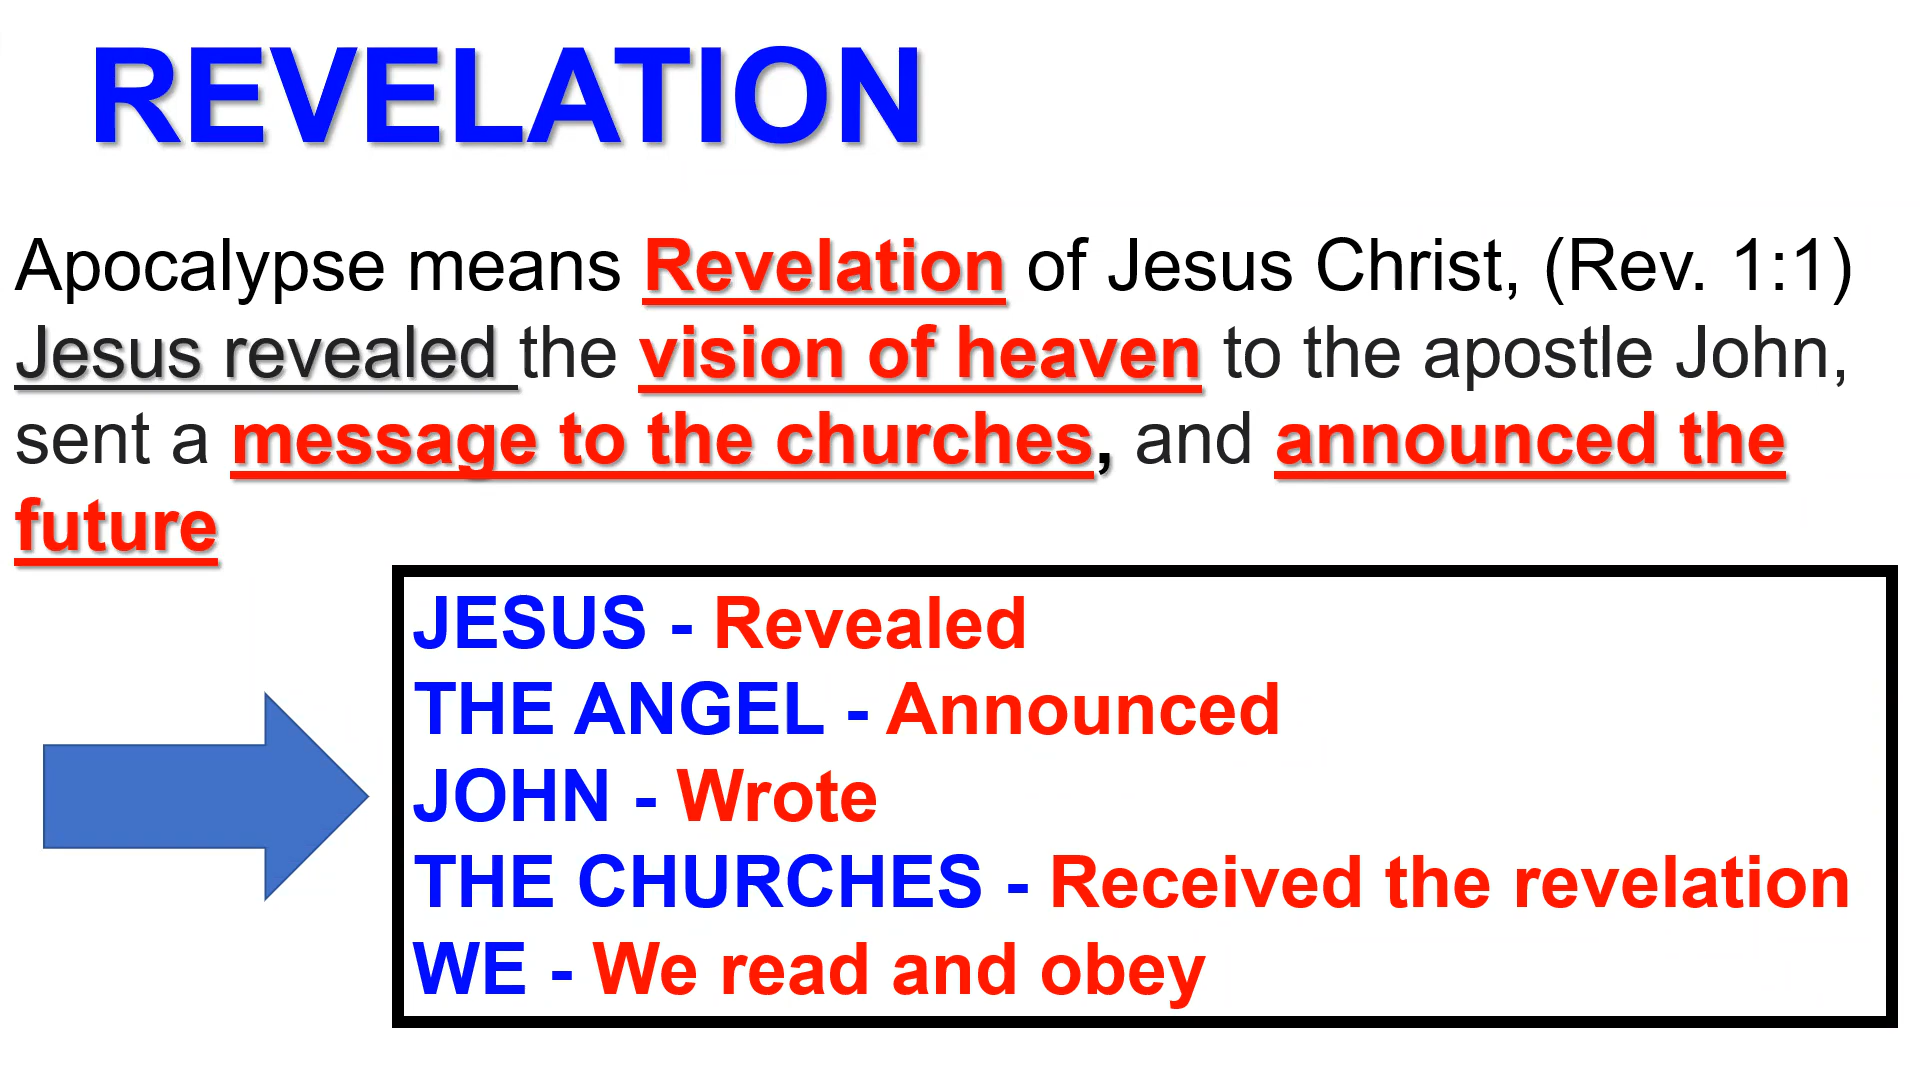 REVELATION
Apocalypse means Revelation of Jesus Christ, (Rev. 1:1)
Jesus revealed the vision of heaven to the apostle John,
sent a message to the churches, and announced the
future
JESUS - Revealed
THE ANGEL - Announced
JOHN - Wrote
THE CHURCHES - Received the revelation
WE - We read and obey